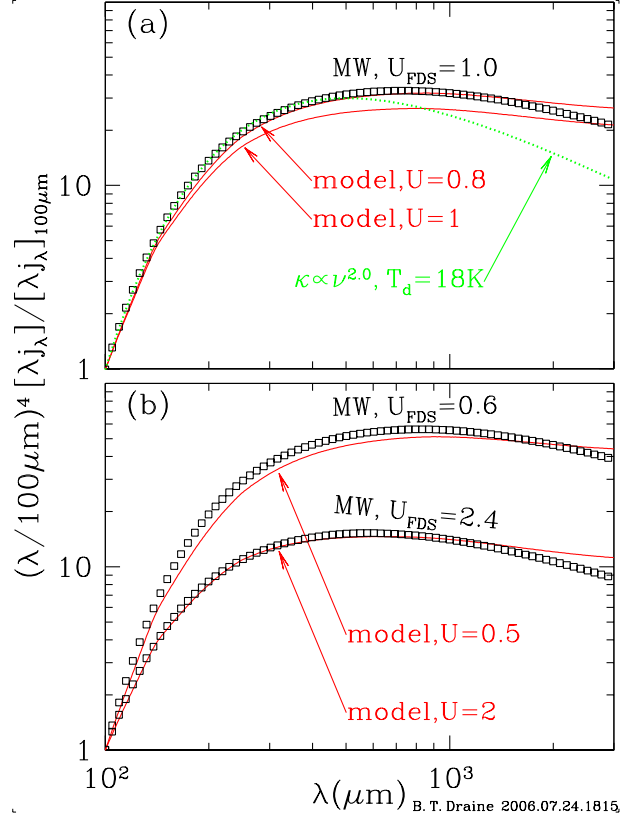 (a)
MW, U_FDS=1.0
10
model,U=0.8
model,U=1
κ∝ν^2.0, T_d=18K
1
(λ/100μm)^4 [λj_λ]/[λj_λ]_100μm
(b)
MW, U_FDS=0.6
MW, U_FDS=2.4
10
model,U=0.5
model,U=2
1
10^2
10^3
λ(μm)
B. T. Draine 2006.07.24.1815